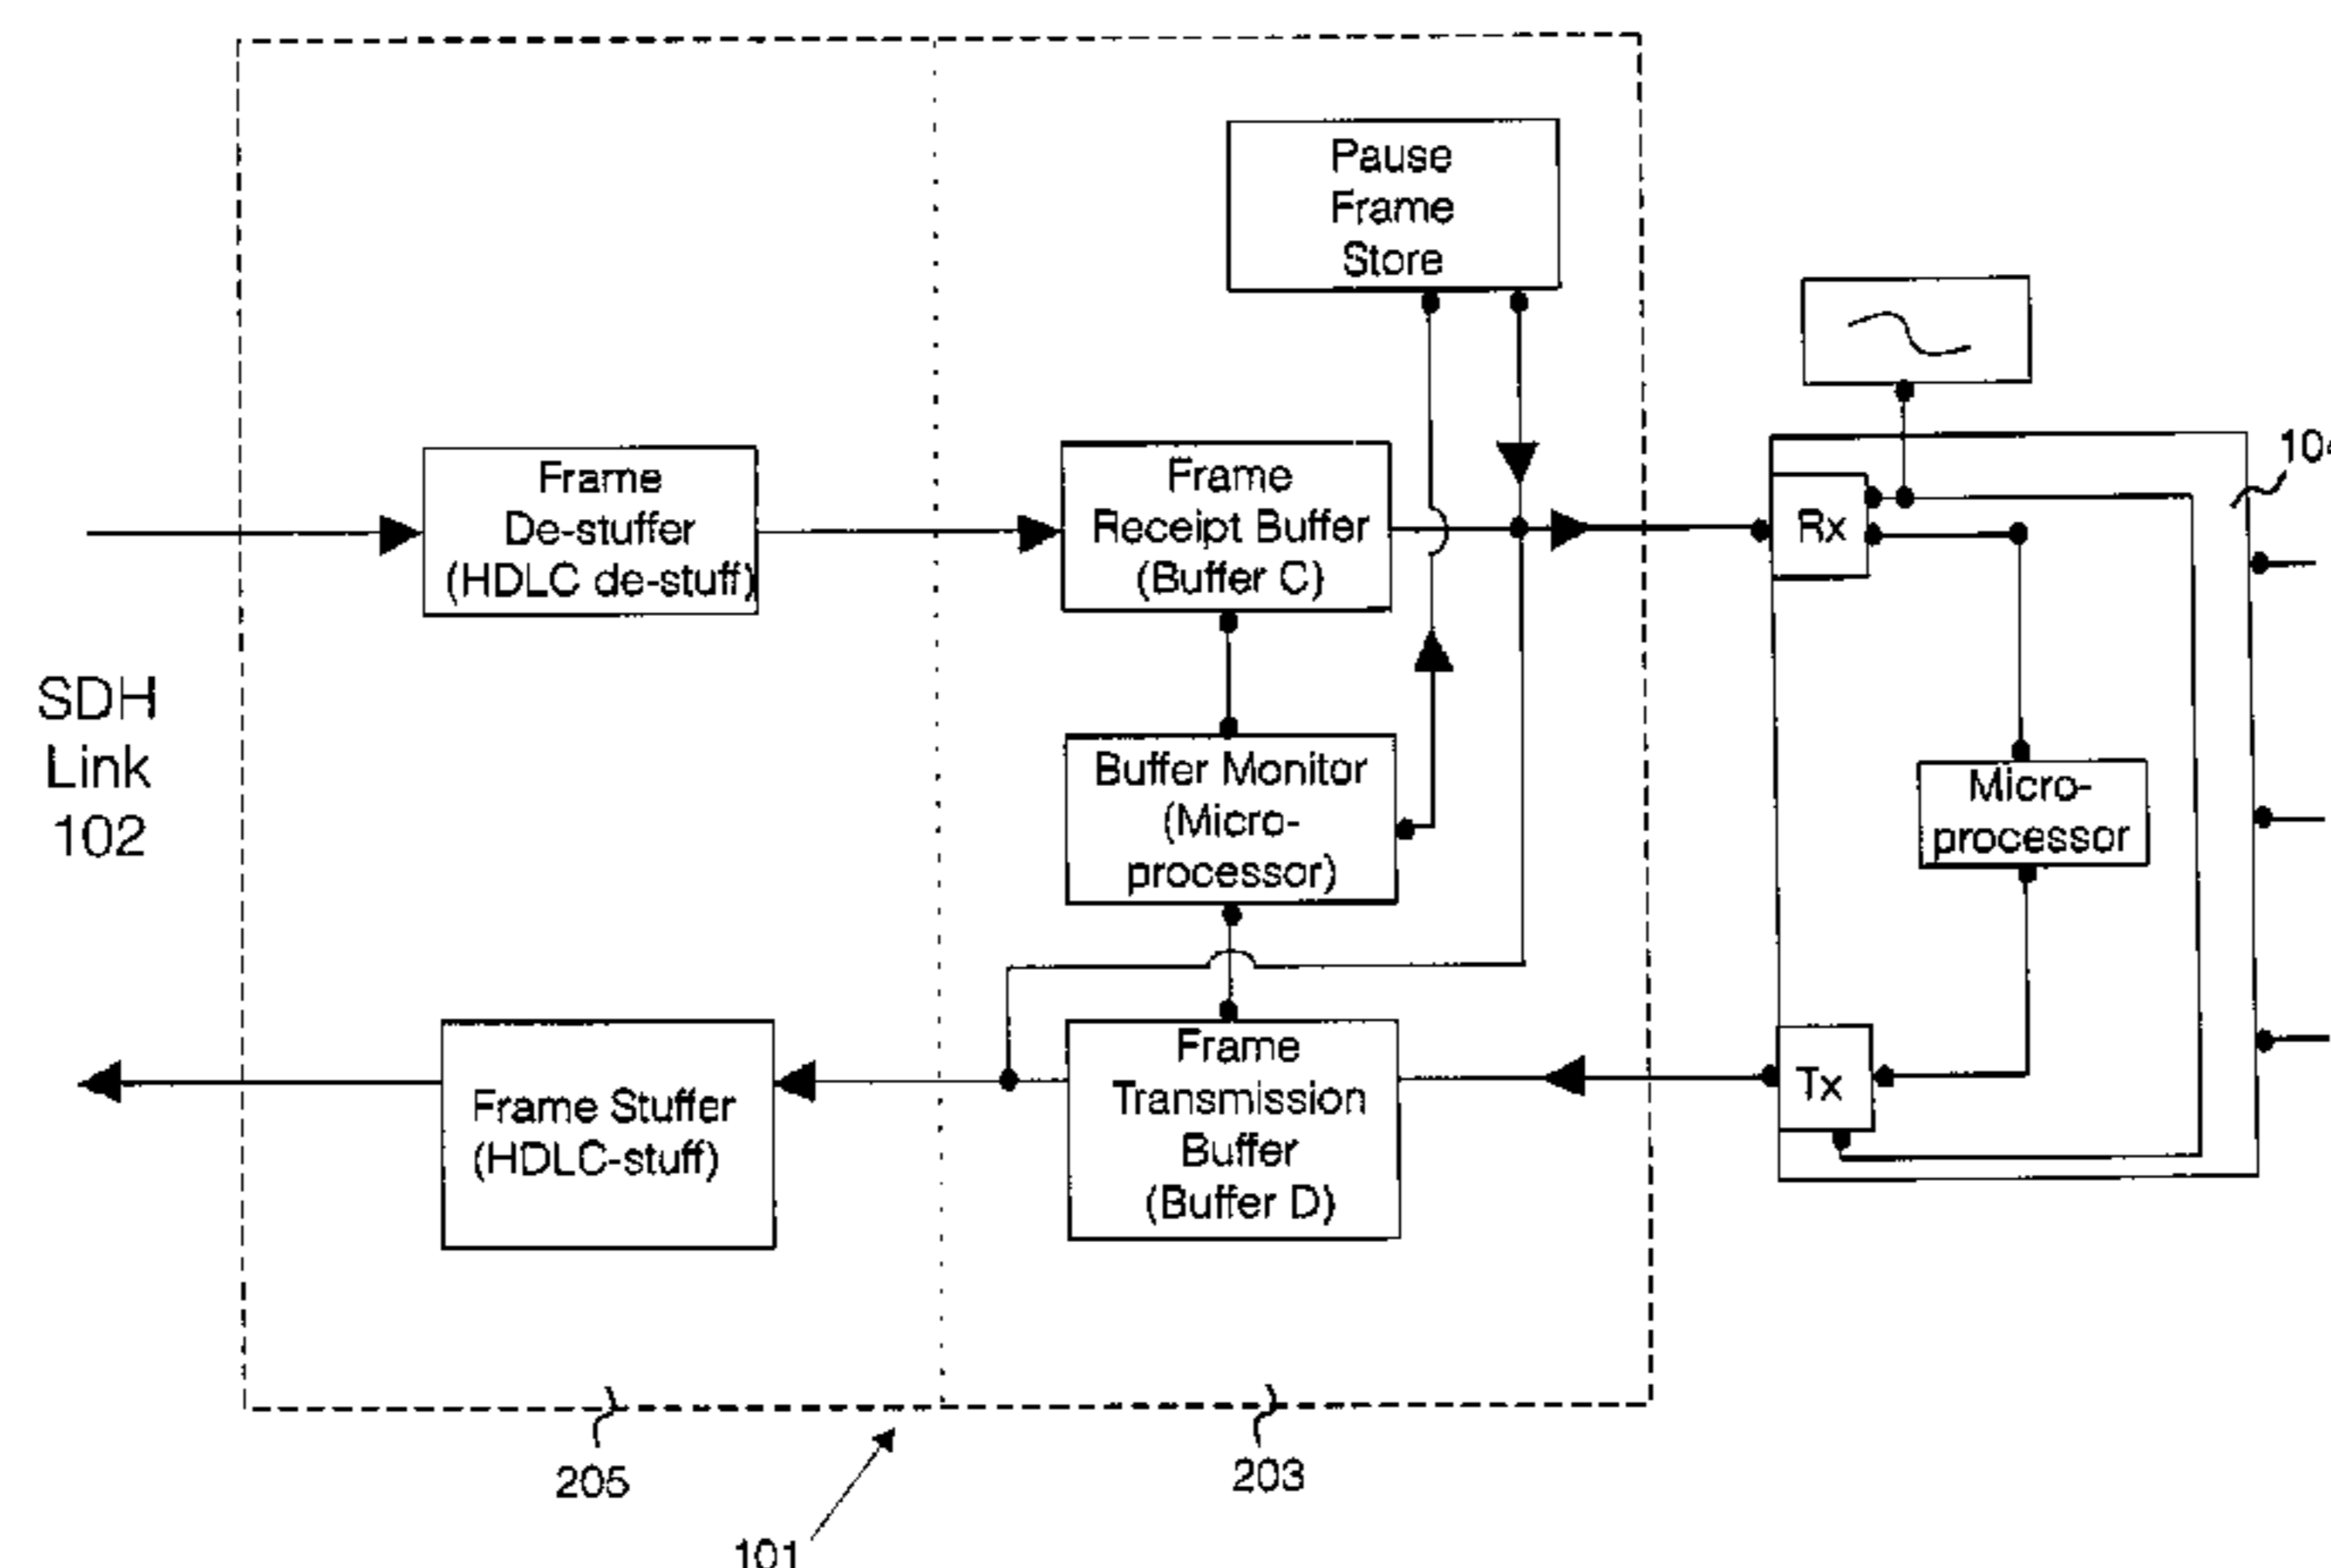 Pause
Frame
Store
Frame
De-stuffer
(HDLC de-stuff)
Frame
Receipt Buffer
(Buffer C)
Rx
SDH
Link
102
Buffer Monitor
(Micro-
processor)
Micro-
processor
Frame Stuffer
(HDLC-stuff)
Frame
Transmission
Buffer
(Buffer D)
Tx
205
203
101